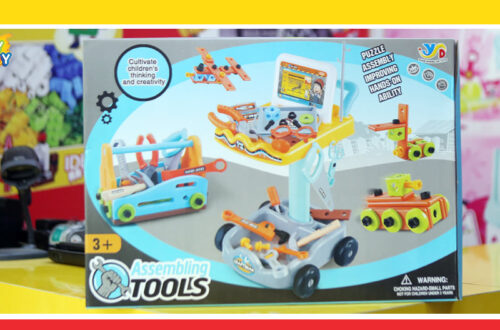 Cultivate
children's
thinking
and creativity
YD
PUZZLE
ASSEMBLY
IMPROVING
HANDS ON
ABILITY
3+
Assembling
TOOLS
WARNING:
CHOKING HAZARD-SMALL PARTS
NOT FOR CHILDREN UNDER 3 YEARS